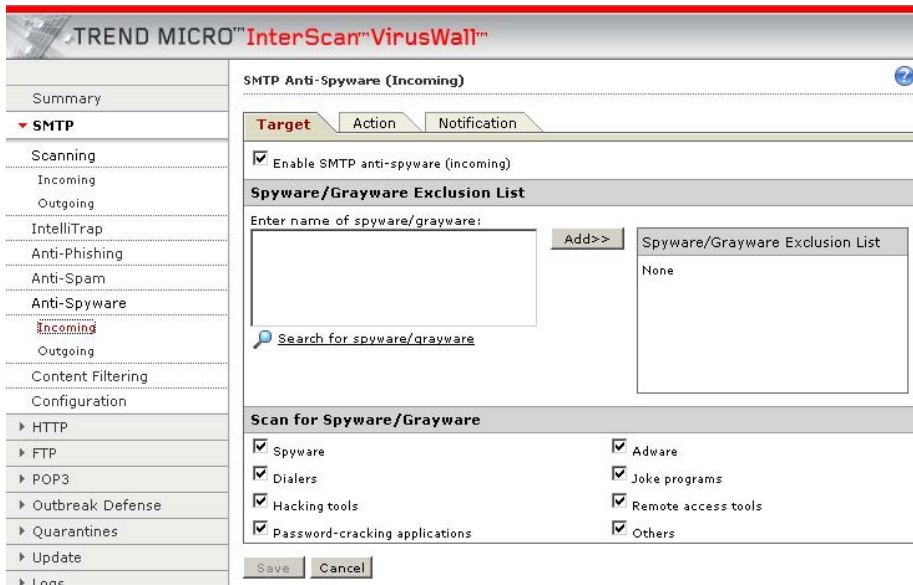 TREND MICRO™ InterScan™ VirusWall™
Summary
SMTP
Scanning
Incoming
Outgoing
IntelliTrap
Anti-Phishing
Anti-Spam
Anti-Spyware
Incoming
Outgoing
Content Filtering
Configuration
HTTP
FTP
POP3
Outbreak Defense
Quarantines
Update
Logs
SMTP Anti-Spyware (Incoming)
?
Target
Action
Notification
Enable SMTP anti-spyware (incoming)
Spyware/Grayware Exclusion List
Enter name of spyware/grayware:
Add>>
Spyware/Grayware Exclusion List
None
Search for spyware/grayware
Scan for Spyware/Grayware
Spyware
Adware
Dialers
Joke programs
Hacking tools
Remote access tools
Password-cracking applications
Others
Save
Cancel